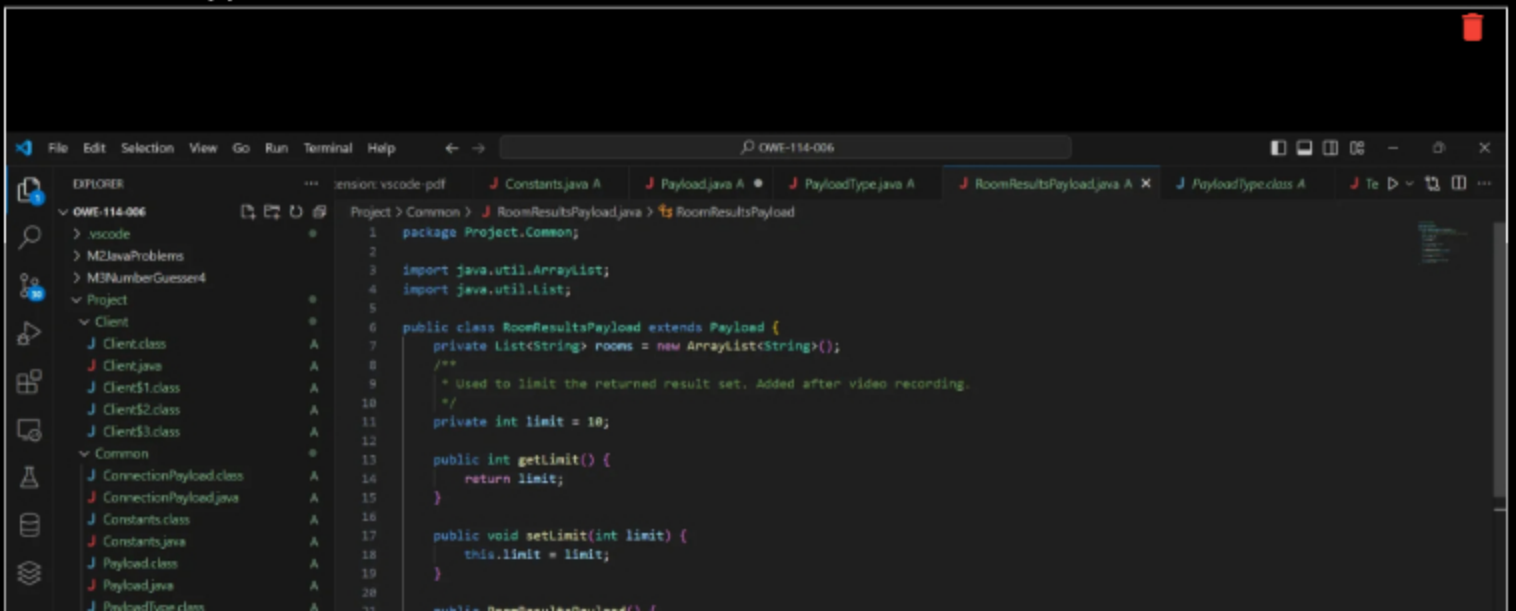 File Edit Selection View Go Run Terminal Help OWE-114-006
EXPLORER
OWE-114-006
.vscode
M2JavaProblems
M3NumberGuesser4
Project
Client
Client.class A
Client.java A
Client$1.class A
Client$2.class A
Client$3.class A
Common
ConnectionPayload.class A
ConnectionPayload.java A
Constants.class A
Constants.java A
Payload.class A
Payload.java A
PayloadType.class A
ension: vscode-pdf Constants.java A Payload.java A PayloadType.java A RoomResultsPayload.java A PayloadType.class A Te
Project > Common > RoomResultsPayload.java > RoomResultsPayload
1 package Project.Common;
2
3 import java.util.ArrayList;
4 import java.util.List;
5
6 public class RoomResultsPayload extends Payload {
7 private List<String> rooms = new ArrayList<String>();
8 /**
9 * Used to limit the returned result set. Added after video recording.
10 */
11 private int limit = 10;
12
13 public int getLimit() {
14 return limit;
15 }
16
17 public void setLimit(int limit) {
18 this.limit = limit;
19 }
20
21 public RoomResultsPayload() {